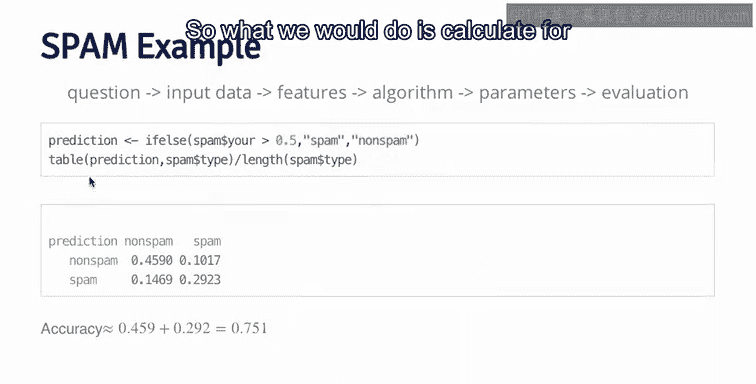 So what we would do is calculate for
SPAM Example
question -> input data -> features -> algorithm -> parameters -> evaluation
prediction <- ifelse(spam$your > 0.5,"spam","nonspam")
table(prediction,spam$type)/length(spam$type)
prediction nonspam spam
nonspam 0.4590 0.1017
spam 0.1469 0.2923
Accuracy≈ 0.459 + 0.292 = 0.751